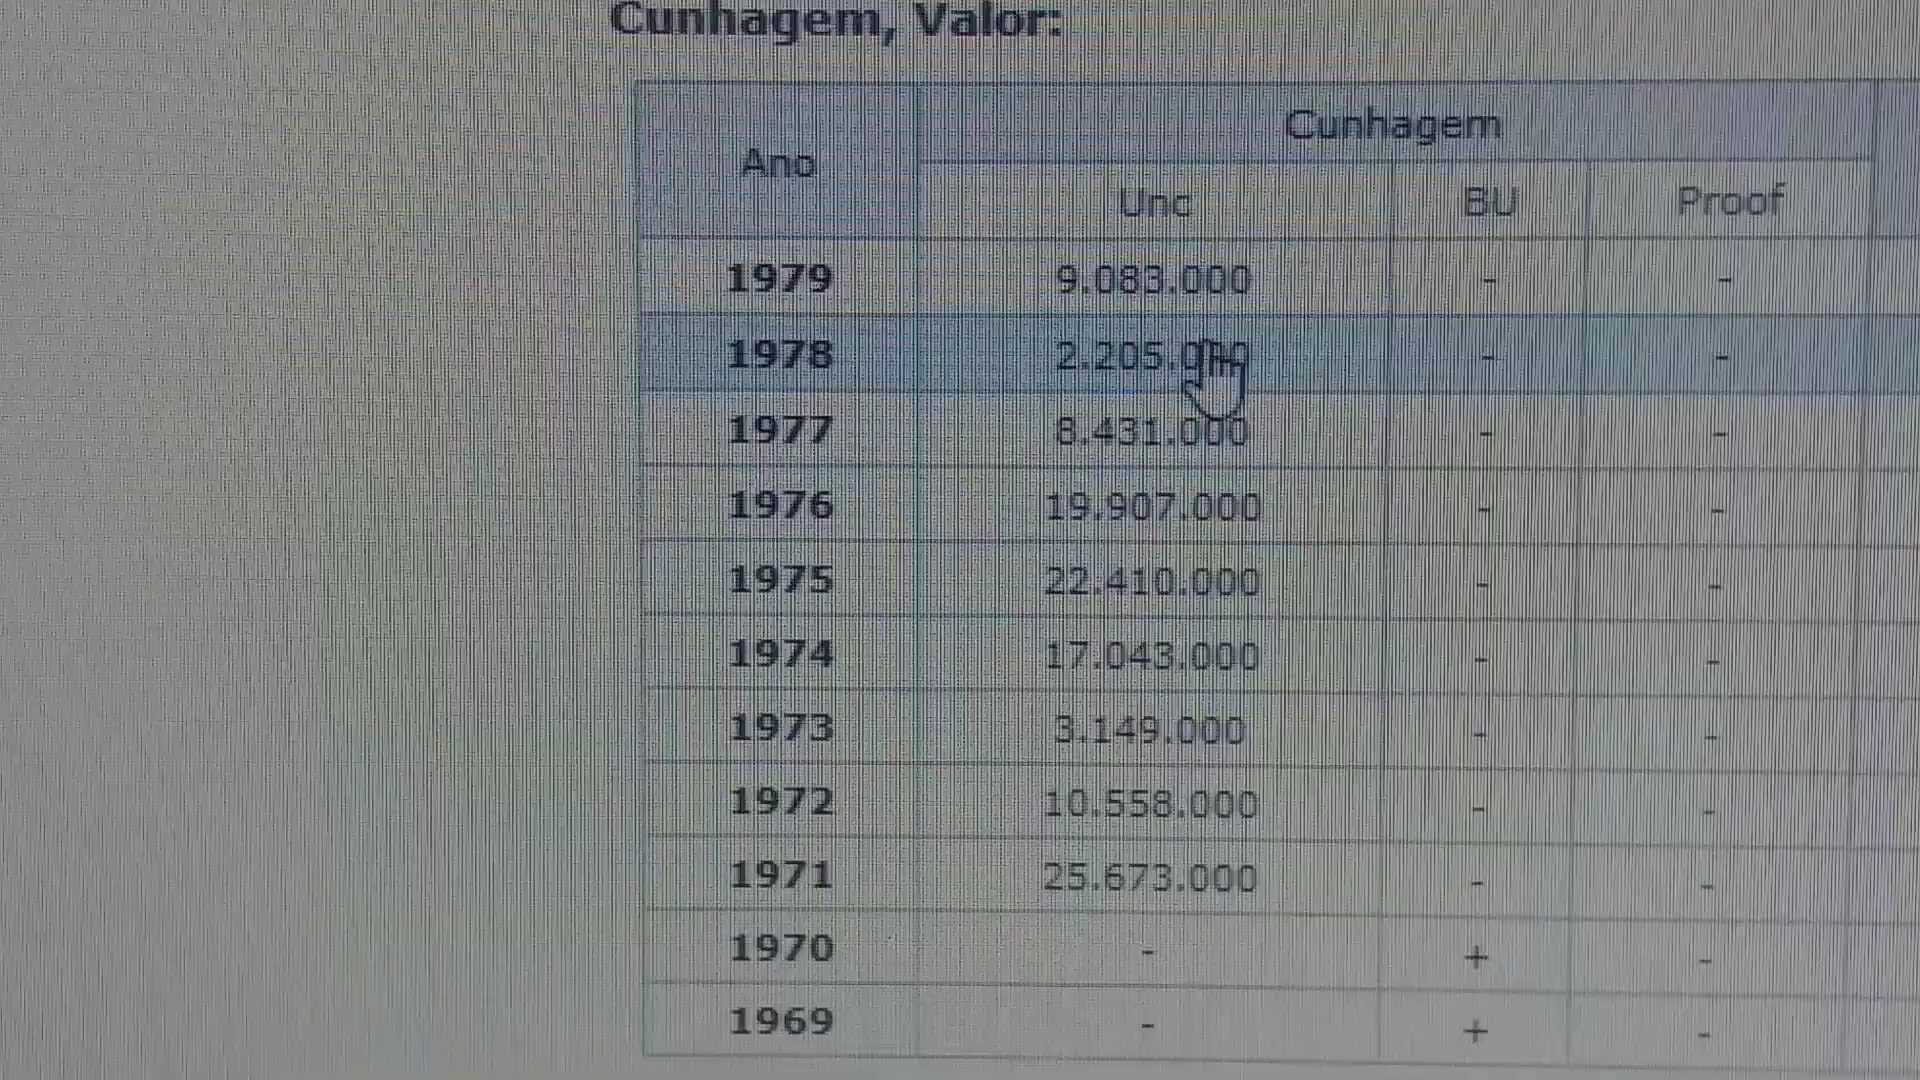 Cunhagem, Valor:
Ano Cunhagem
Unc BU Proof
1979 9.083.000 - -
1978 2.205.000 - -
1977 8.431.000 - -
1976 19.907.000 - -
1975 22.410.000 - -
1974 17.043.000 - -
1973 3.149.000 - -
1972 10.558.000 - -
1971 25.673.000 - -
1970 - + -
1969 - + -